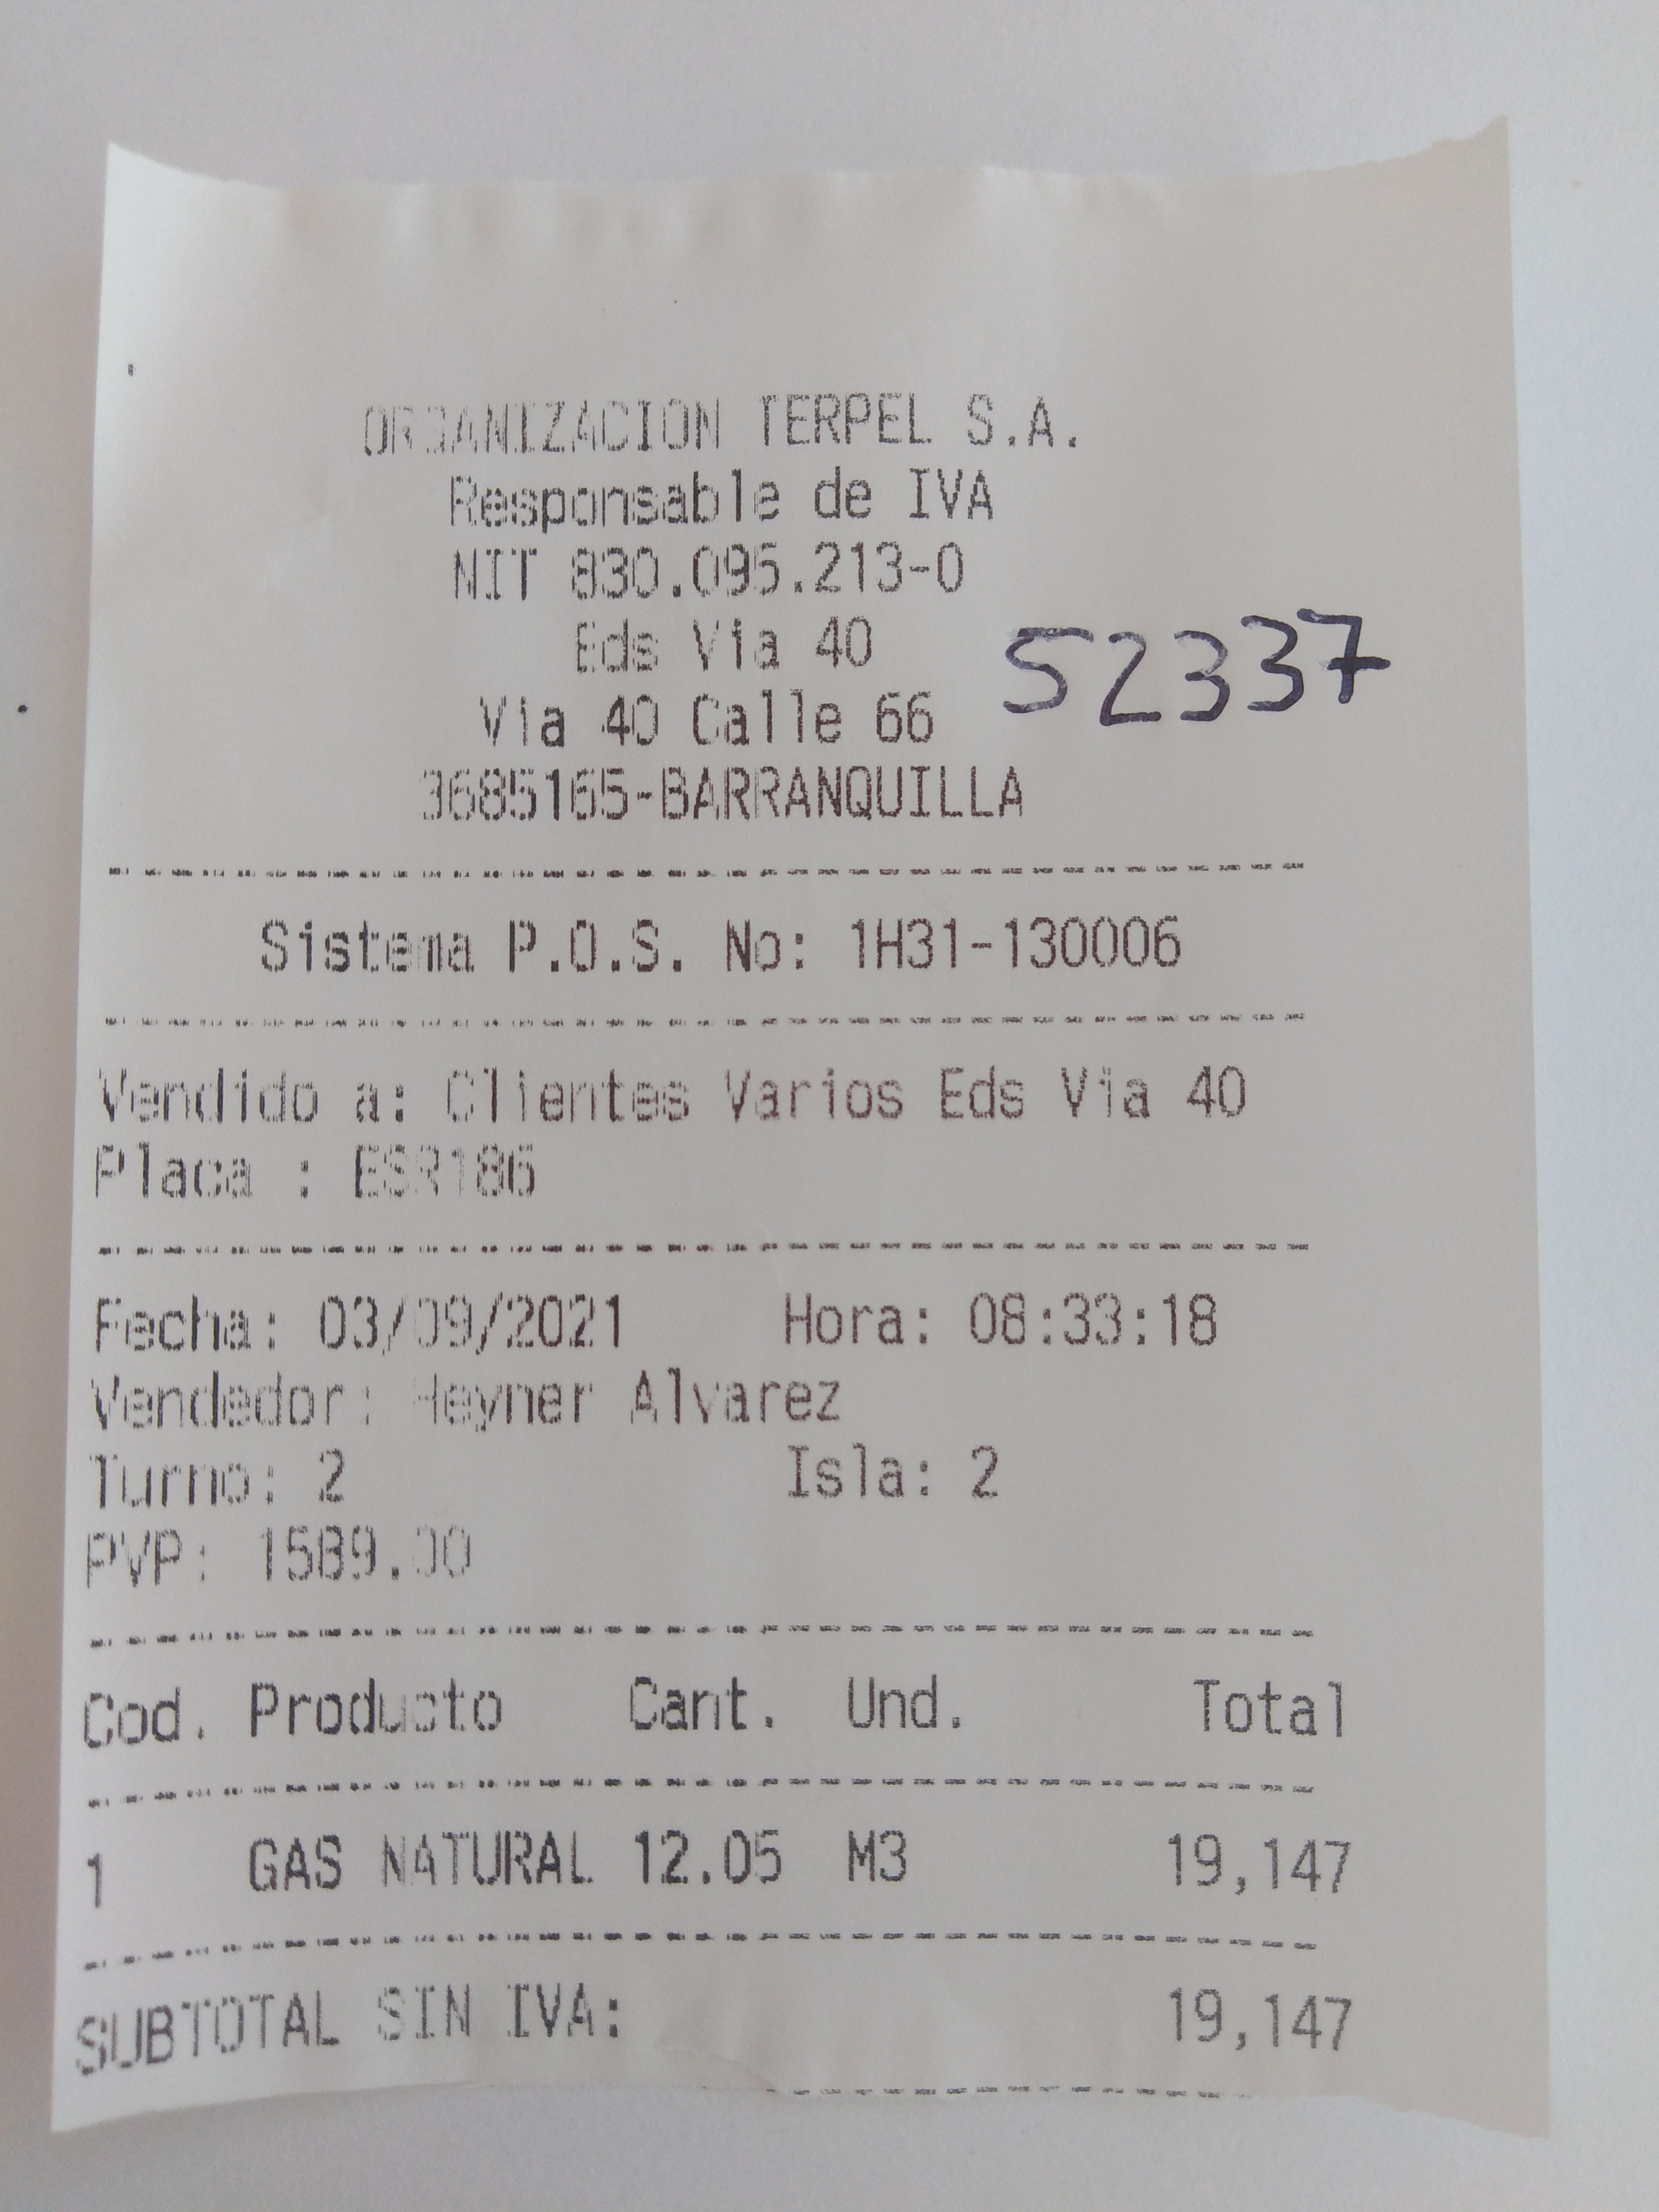 ORGANIZACION TERPEL S.A.
Responsable de IVA
NIT 830.095.213-0
Eds Via 40
52337
Via 40 Calle 66
3685165-BARRANQUILLA
Sistema P.O.S. No: 1H31-130006
Vendido a: Clientes Varios Eds Via 40
Placa : ESR186
Fecha: 03/09/2021 Hora: 08:33:18
Vendedor: Heyner Alvarez
Turno: 2 Isla: 2
PVP: 1589.00
Cod. Producto Cant. Und. Total
1 GAS NATURAL 12.05 M3 19,147
SUBTOTAL SIN IVA: 19,147